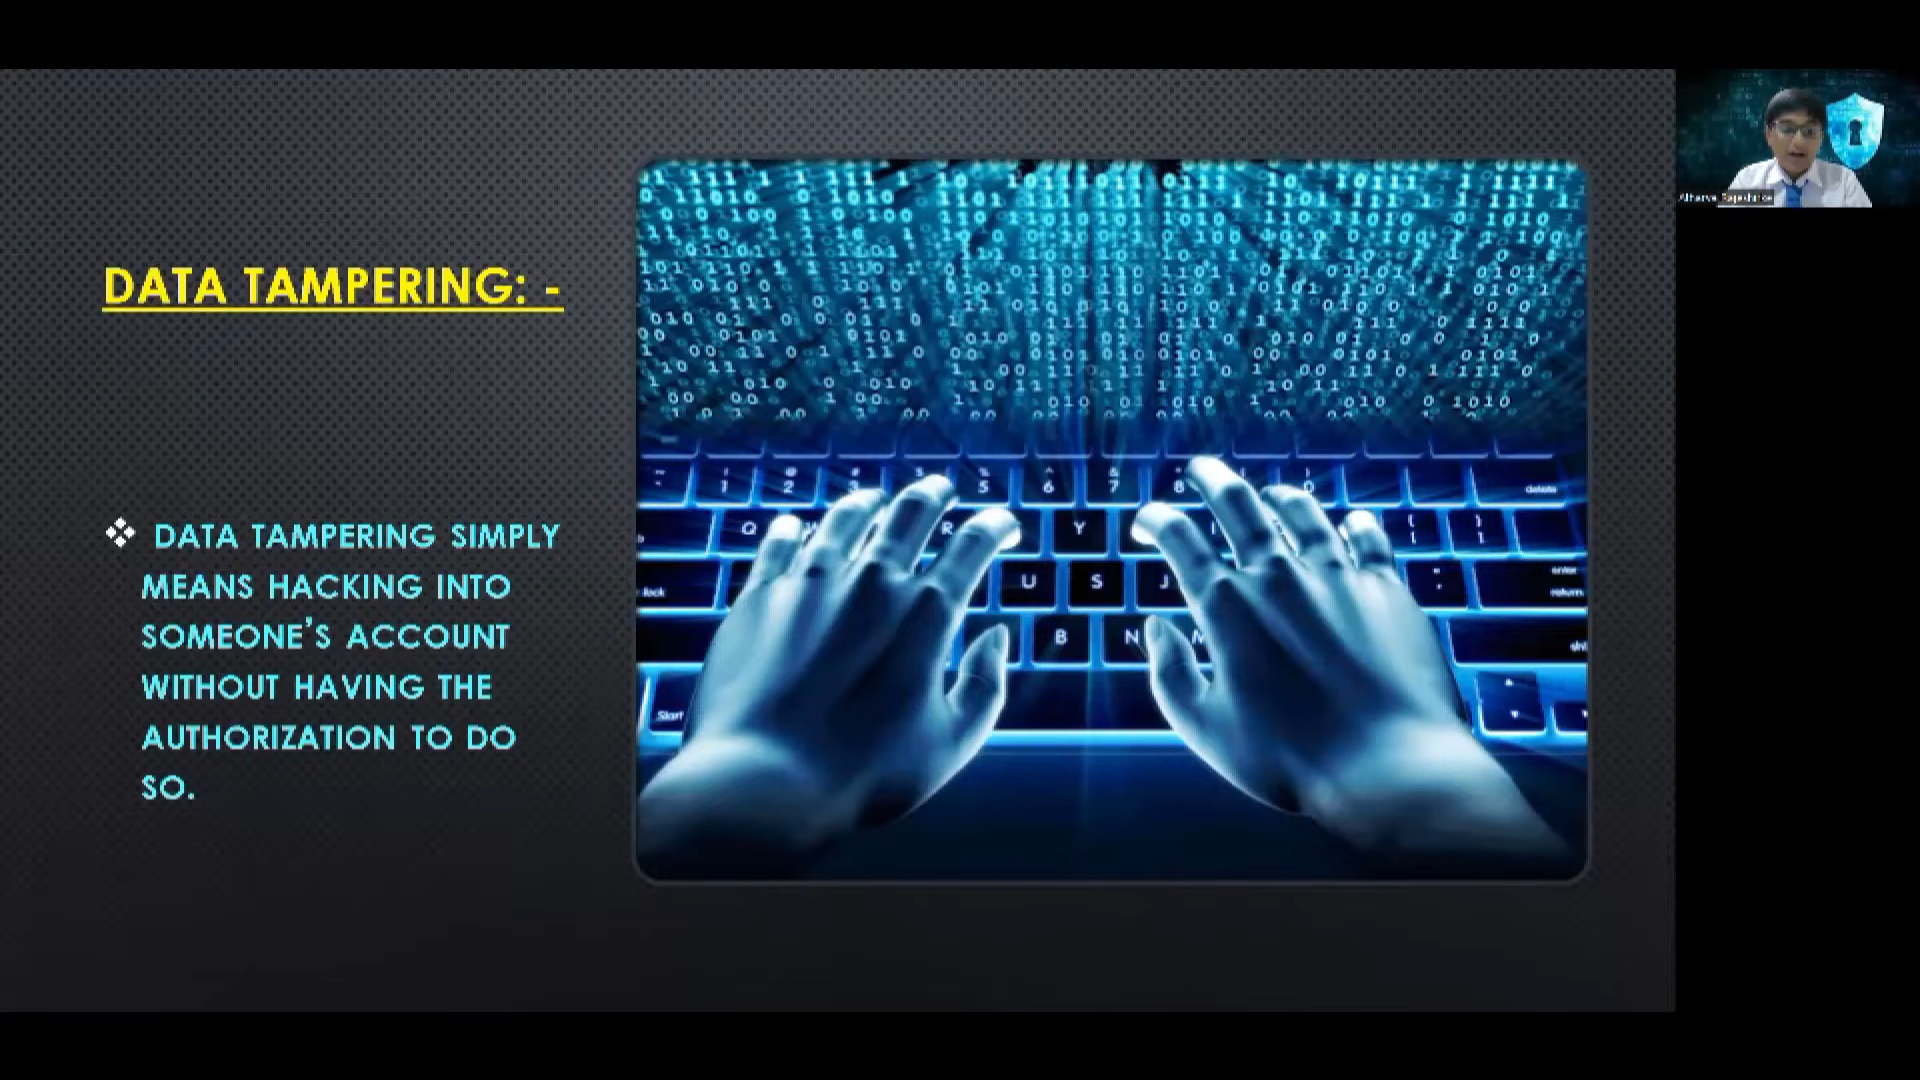 DATA TAMPERING: -
❖ DATA TAMPERING SIMPLY
MEANS HACKING INTO
SOMEONE’S ACCOUNT
WITHOUT HAVING THE
AUTHORIZATION TO DO
SO.